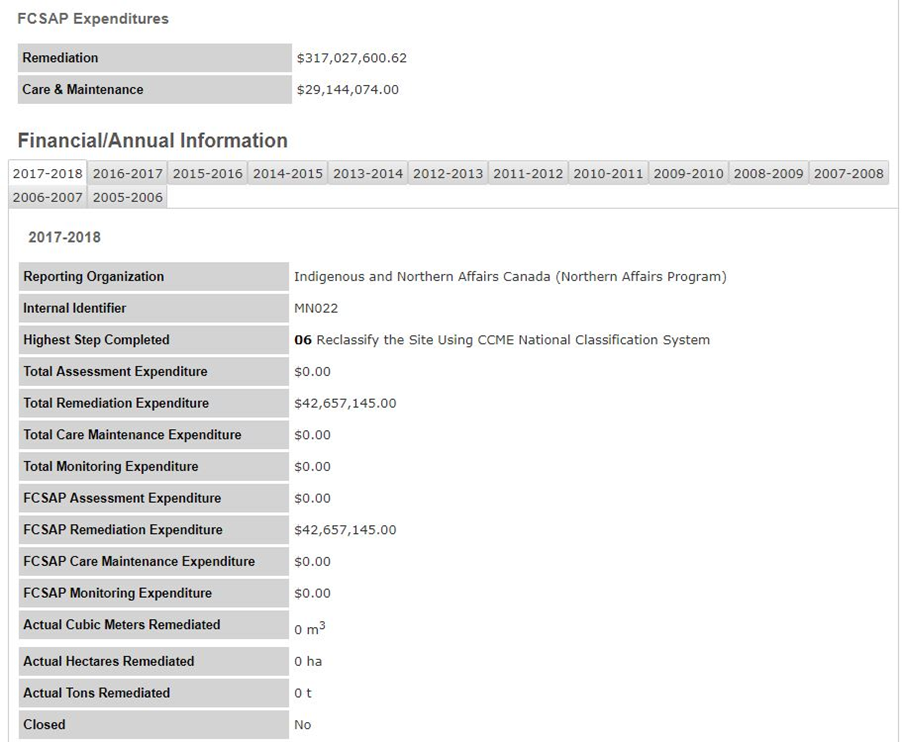 FCSAP Expenditures
Remediation $317,027,600.62
Care & Maintenance $29,144,074.00
Financial/Annual Information
2017-2018 2016-2017 2015-2016 2014-2015 2013-2014 2012-2013 2011-2012 2010-2011 2009-2010 2008-2009 2007-2008
2006-2007 2005-2006
2017-2018
Reporting Organization Indigenous and Northern Affairs Canada (Northern Affairs Program)
Internal Identifier MN022
Highest Step Completed 06 Reclassify the Site Using CCME National Classification System
Total Assessment Expenditure $0.00
Total Remediation Expenditure $42,657,145.00
Total Care Maintenance Expenditure $0.00
Total Monitoring Expenditure $0.00
FCSAP Assessment Expenditure $0.00
FCSAP Remediation Expenditure $42,657,145.00
FCSAP Care Maintenance Expenditure $0.00
FCSAP Monitoring Expenditure $0.00
Actual Cubic Meters Remediated 0 m³
Actual Hectares Remediated 0 ha
Actual Tons Remediated 0 t
Closed No